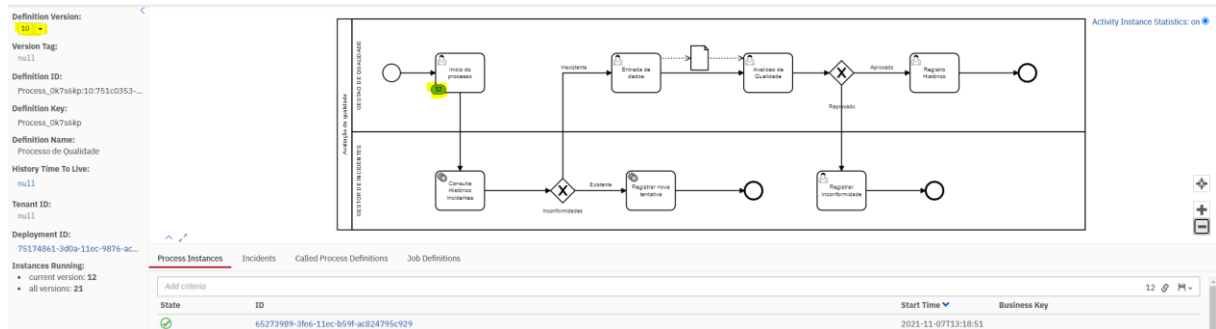 Definition Version:
10
Version Tag:
null
Definition ID:
Process_0k7s6kp:10:751c0353-...
Definition Key:
Process_0k7s6kp
Definition Name:
Processo de Qualidade
History Time To Live:
null
Tenant ID:
null
Deployment ID:
75174861-3d0a-11ec-9876-ac...
Instances Running:
current version: 12
all versions: 21
Activity Instance Statistics: on
Avaliação de qualidade
GESTAO DE QUALIDADE
Inicio do
processo
12
Inexistente
Entrada de
dados
Avaliacao de
Qualidade
Aprovado
Registro
Histórico
Reprovado
GESTOR DE INCIDENTES
Consulta
Histórico
Incidentes
Inconformidades
Existente
Registrar nova
tentativa
Registrar
Inconformidade
Process Instances
Incidents
Called Process Definitions
Job Definitions
Add criteria
12
State
ID
Start Time
Business Key
65273989-3fe6-11ec-b59f-ac824795c929
2021-11-07T13:18:51